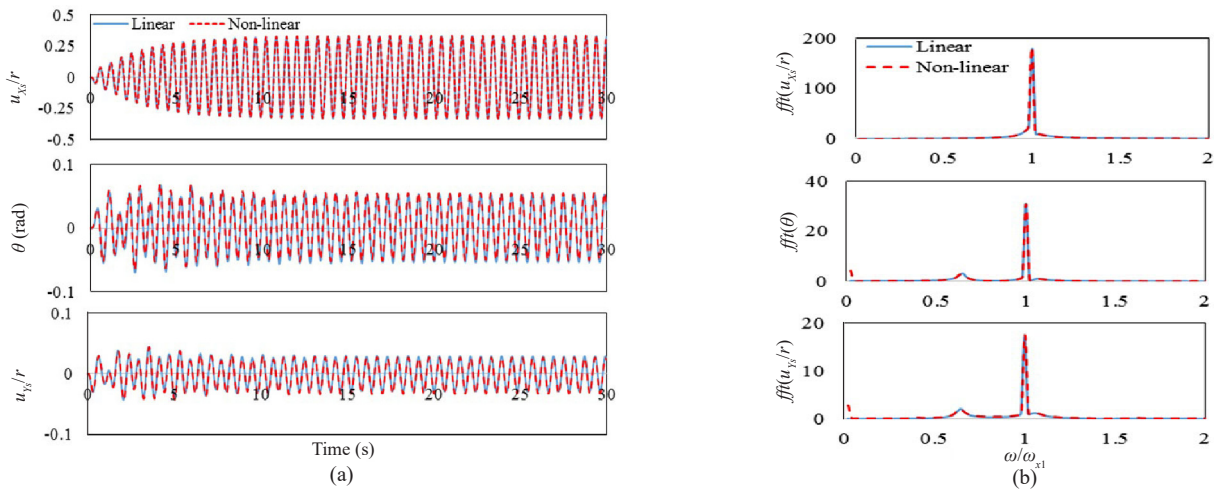 0.5
Linear
Non-linear
0.25
0
-0.25
-0.5
u_Xs/r
0 5 10 15 20 25 30
0.1
0
-0.1
θ (rad)
0 5 10 15 20 25 30
0.1
0
-0.1
u_Ys/r
0 5 10 15 20 25 30
Time (s)
(a)
200
Linear
Non-linear
100
0
fft(u_Xs/r)
0 0.5 1 1.5 2
40
20
0
fft(θ)
0 0.5 1 1.5 2
20
10
0
fft(u_Ys/r)
0 0.5 1 1.5 2
ω/ω_x1
(b)